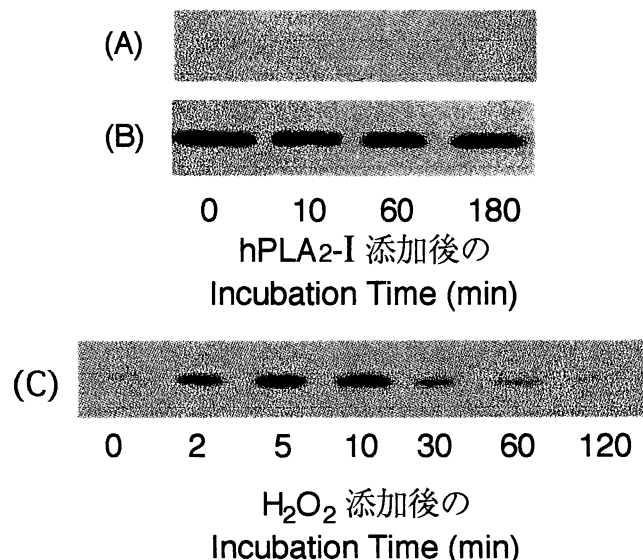 (A)
(B)
0 10 60 180
hPLA2-I 添加後の
Incubation Time (min)
(C)
0 2 5 10 30 60 120
H2O2 添加後の
Incubation Time (min)